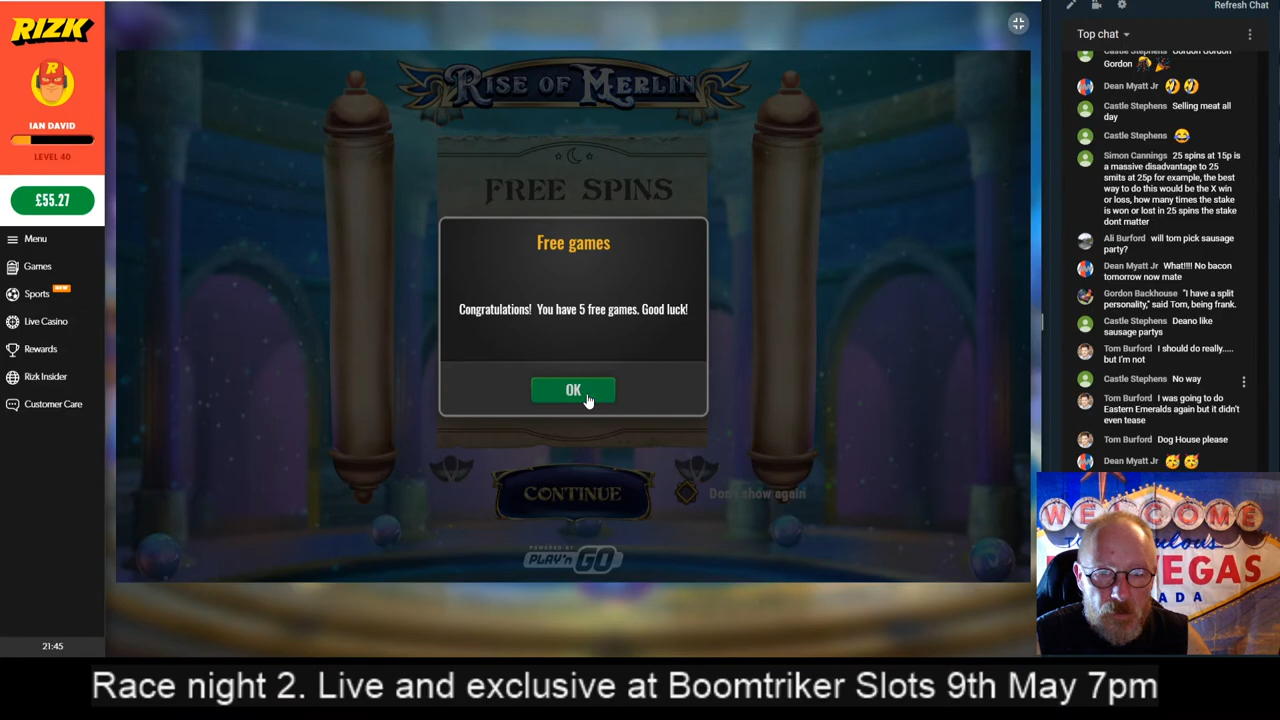 RIZK
R
IAN DAVID
LEVEL 40
£55.27
Menu
Games
Sports NEW
Live Casino
Rewards
Rizk Insider
Customer Care
21:45
RISE OF MERLIN
FREE SPINS
Free games
Congratulations! You have 5 free games. Good luck!
OK
CONTINUE
Don't show again
POWERED BY
PLAY'n GO
Refresh Chat
Top chat
Castle Stephens Gordon Gordon
Gordon 🎉
Dean Myatt Jr 🤣 🤣
Castle Stephens Selling meat all
day
Castle Stephens 😂
Simon Cannings 25 spins at 15p is
a massive disadvantage to 25
smits at 25p for example, the best
way to do this would be the X win
or loss, how many times the stake
is won or lost in 25 spins the stake
dont matter
Ali Burford will tom pick sausage
party?
Dean Myatt Jr What!!!! No bacon
tomorrow now mate
Gordon Backhouse "I have a split
personality," said Tom, being frank.
Castle Stephens Deano like
sausage partys
Tom Burford I should do really.....
but I'm not
Castle Stephens No way
Tom Burford I was going to do
Eastern Emeralds again but it didn't
even tease
Tom Burford Dog House please
Dean Myatt Jr 🥳 🥳
WELCOME
VEGAS
ADA
Race night 2. Live and exclusive at Boomtriker Slots 9th May 7pm